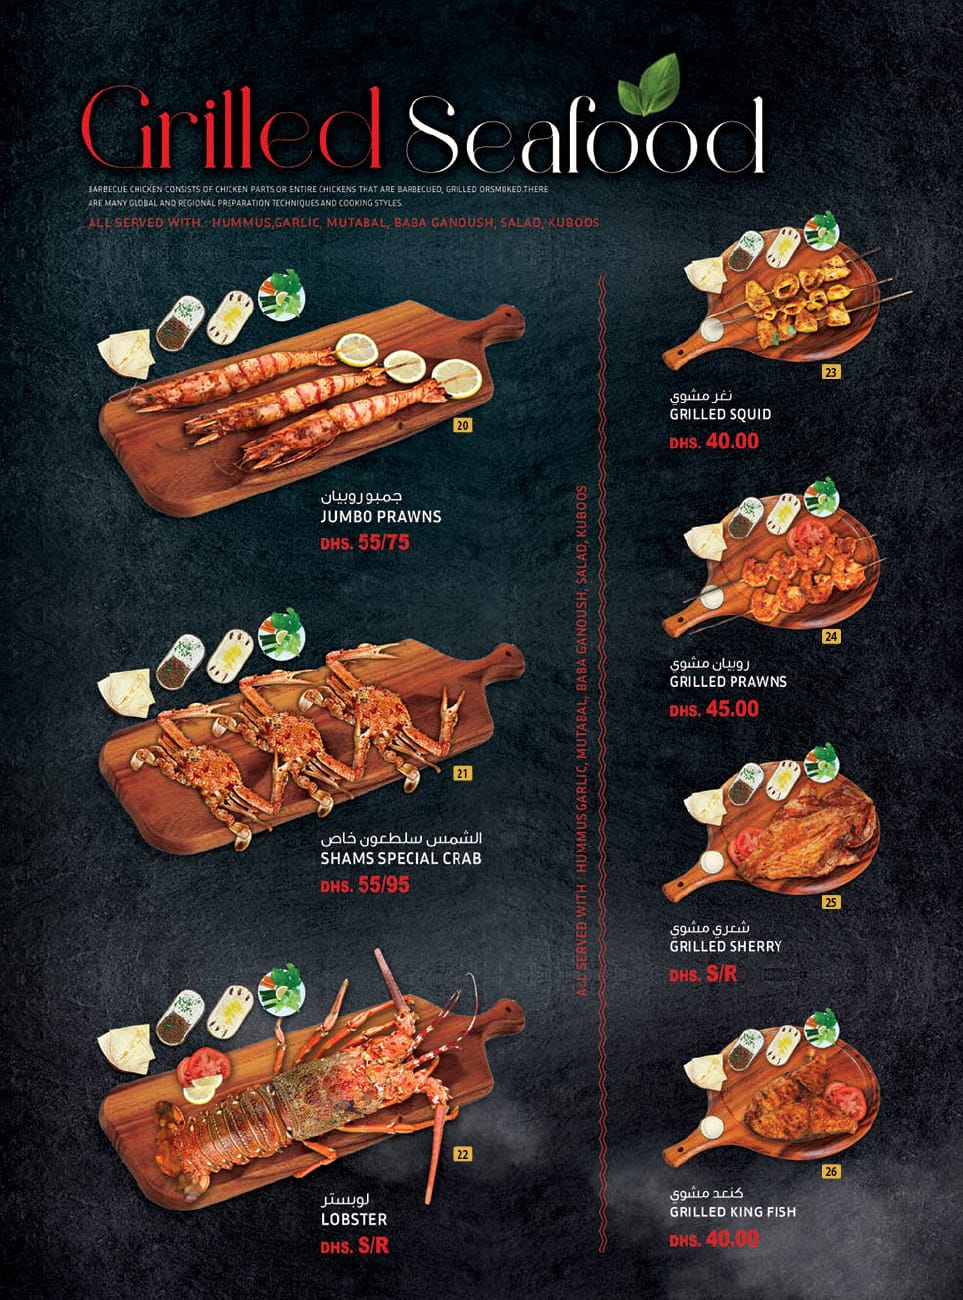 Grilled Seafood
BARBECUE CHICKEN CONSISTS OF CHICKEN PARTS OR ENTIRE CHICKENS THAT ARE BARBECUED, GRILLED ORSMOKED.THERE
ARE MANY GLOBAL AND REGIONAL PREPARATION TECHNIQUES AND COOKING STYLES.
ALL SERVED WITH : HUMMUS,GARLIC, MUTABAL, BABA GANOUSH, SALAD, KUBOOS
20
جمبو روبيان
JUMBO PRAWNS
DHS. 55/75
21
الشمس سلطعون خاص
SHAMS SPECIAL CRAB
DHS. 55/95
22
لوبستر
LOBSTER
DHS. S/R
ALL SERVED WITH : HUMMUS,GARLIC, MUTABAL, BABA GANOUSH, SALAD, KUBOOS
23
نغر مشوي
GRILLED SQUID
DHS. 40.00
24
روبيان مشوي
GRILLED PRAWNS
DHS. 45.00
25
شعري مشوي
GRILLED SHERRY
DHS. S/R
26
كنعد مشوي
GRILLED KING FISH
DHS. 40.00